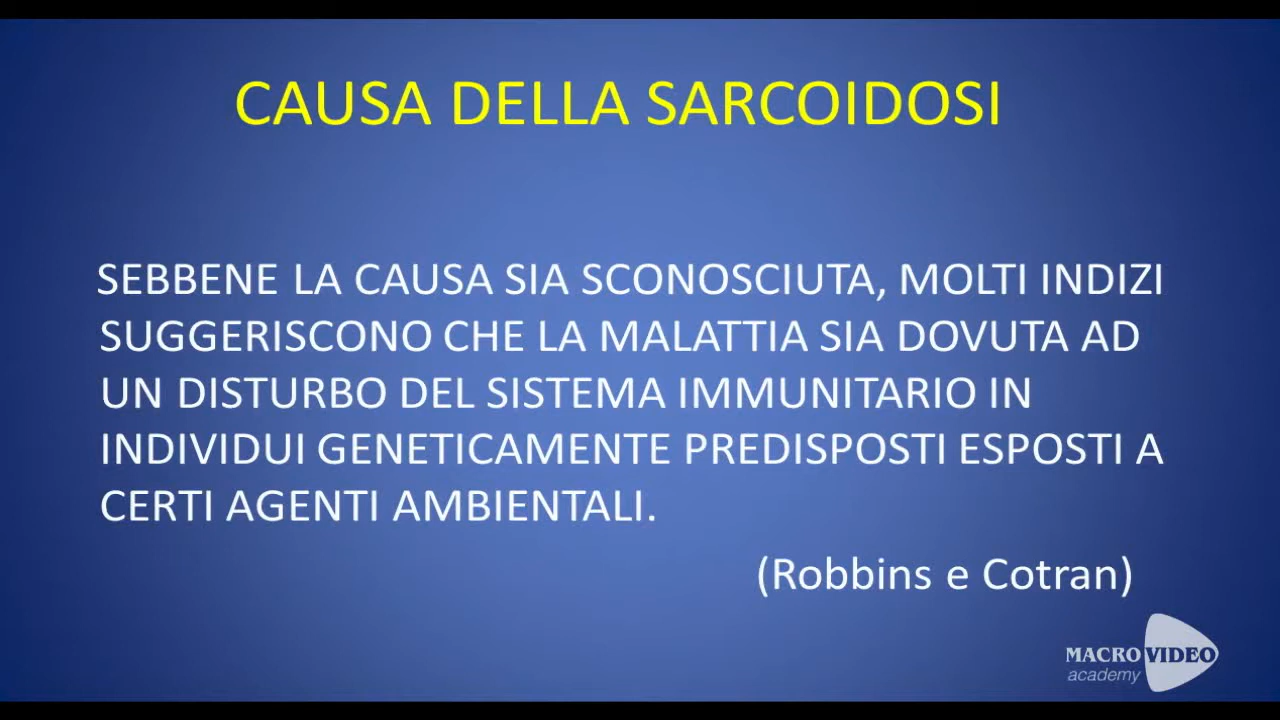 CAUSA DELLA SARCOIDOSI
SEBBENE LA CAUSA SIA SCONOSCIUTA, MOLTI INDIZI
SUGGERISCONO CHE LA MALATTIA SIA DOVUTA AD
UN DISTURBO DEL SISTEMA IMMUNITARIO IN
INDIVIDUI GENETICAMENTE PREDISPOSTI ESPOSTI A
CERTI AGENTI AMBIENTALI.
(Robbins e Cotran)
MACRO VIDEO
academy